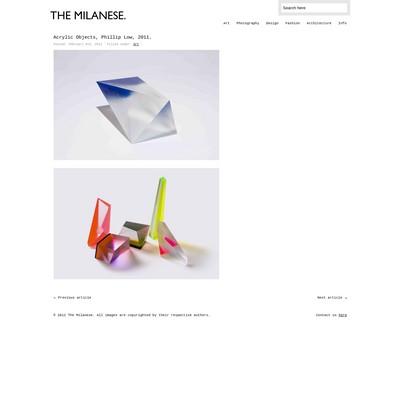 THE MILANESE.
Search here
Art Photography Design Fashion Architecture Info
Acrylic Objects, Phillip Low, 2011.
Posted: February 6th, 2012 Filed under: Art
« Previous article
Next article »
© 2012 The Milanese. All images are copyrighted by their respective authors.
Contact us here